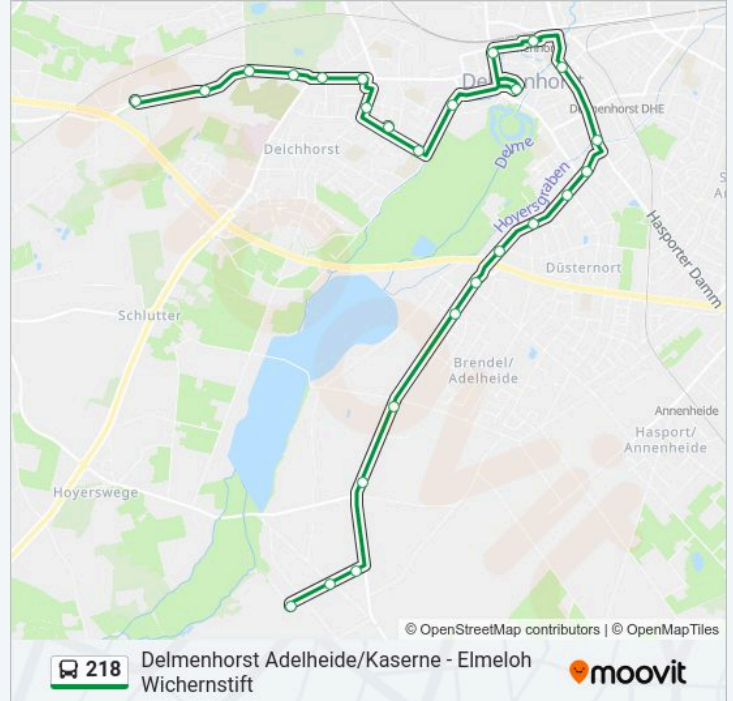 Delmenhorst
Delmenhorst DHE
Deichhorst
Delme
Hoyersgraben
Hasporter Damm
Düsternort
Schlutter
Brendel/
Adelheide
Annenheide
Hasport/
Annenheide
Hoyerswege
© OpenStreetMap contributors | © OpenMapTiles
218
Delmenhorst Adelheide/Kaserne - Elmeloh
Wichernstift
moovit